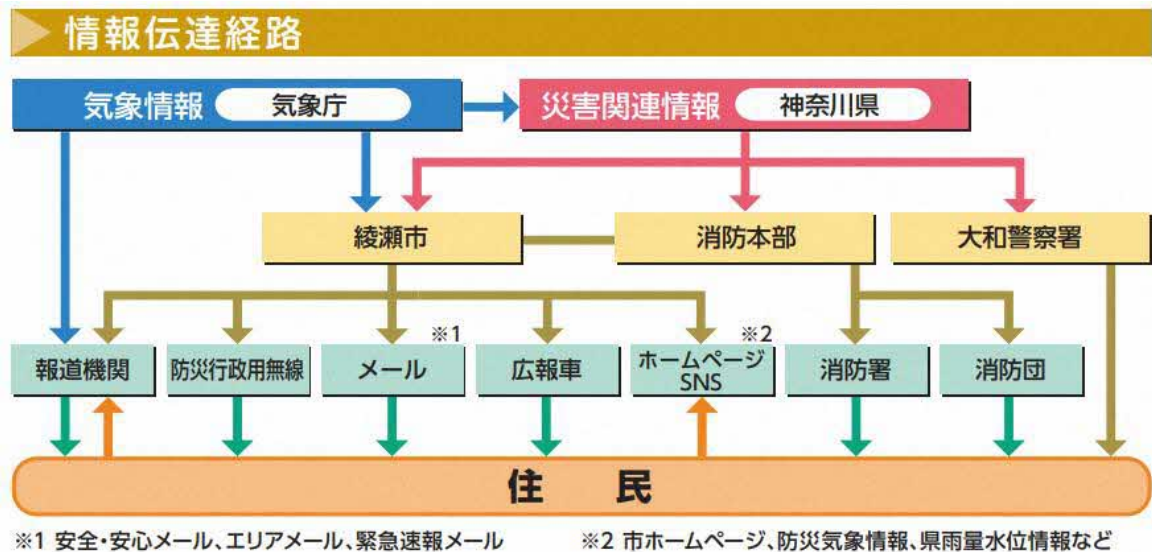 情報伝達経路
気象情報 気象庁 災害関連情報 神奈川県
綾瀬市 消防本部 大和警察署
※1 ※2
報道機関 防災行政用無線 メール 広報車 ホームページ 消防署 消防団
SNS
住 民
※1 安全・安心メール、エリアメール、緊急速報メール ※2 市ホームページ、防災気象情報、県雨量水位情報など